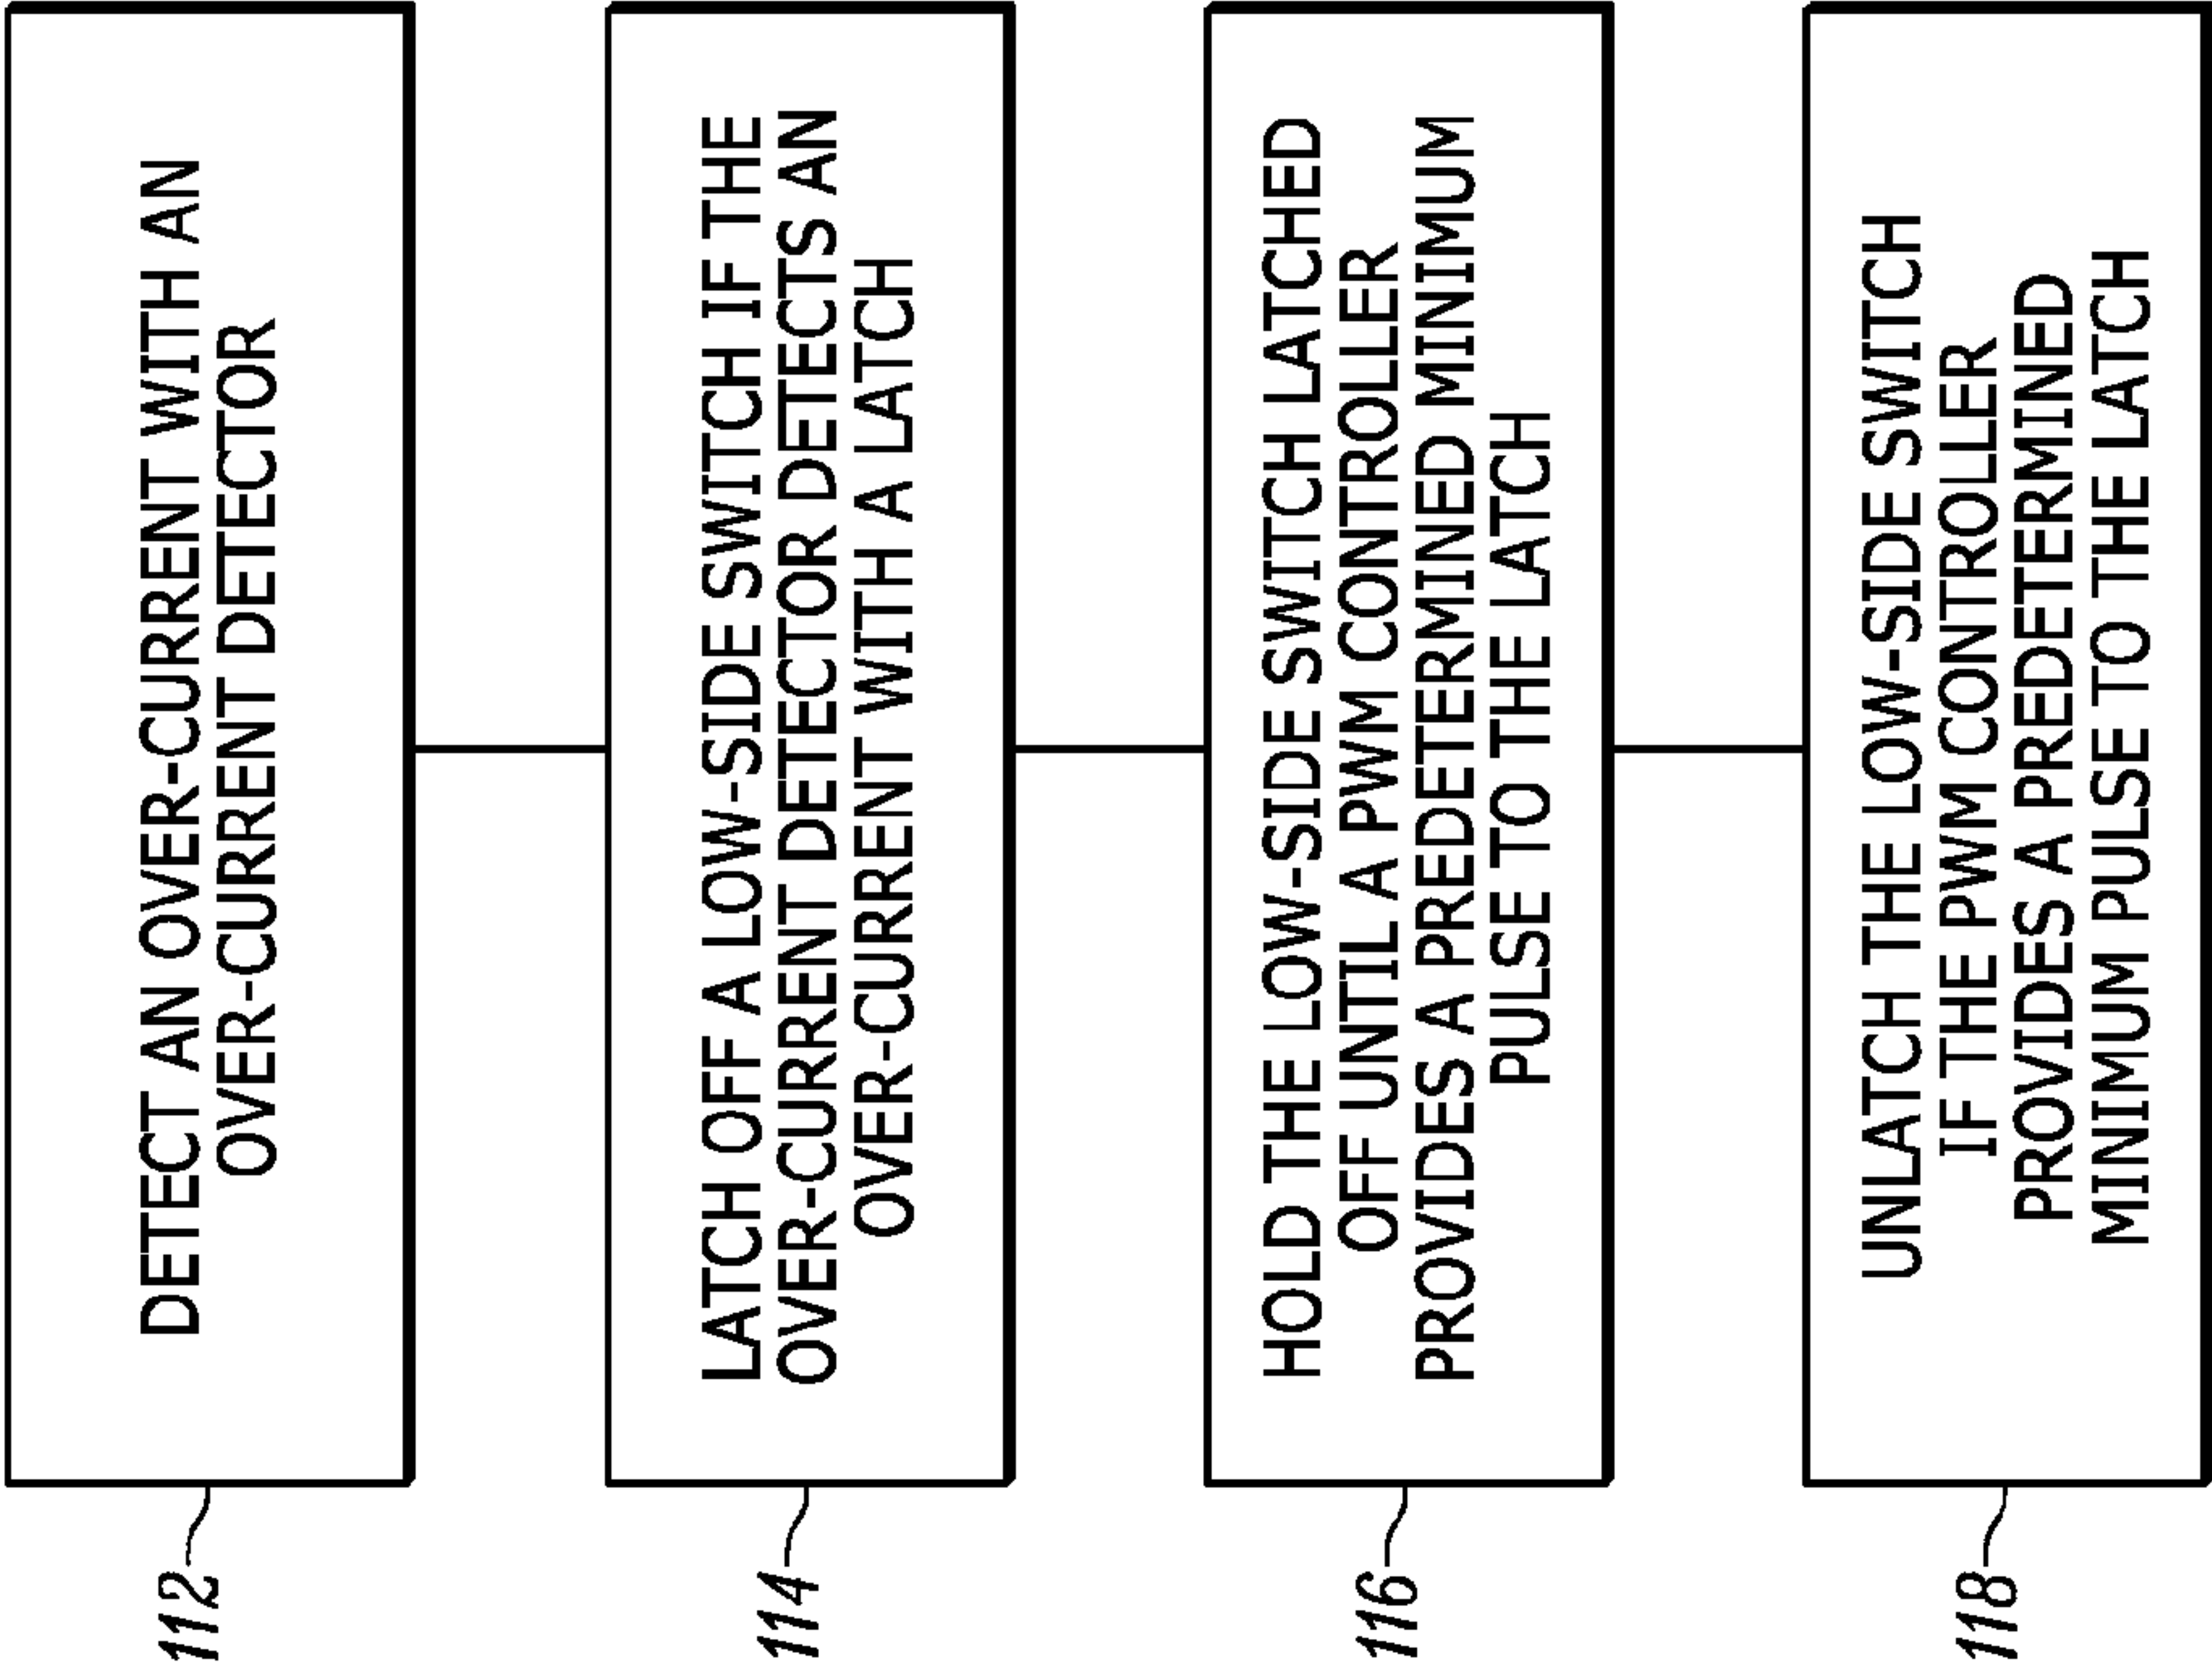 112
DETECT AN OVER-CURRENT WITH AN
OVER-CURRENT DETECTOR
114
LATCH OFF A LOW-SIDE SWITCH IF THE
OVER-CURRENT DETECTOR DETECTS AN
OVER-CURRENT WITH A LATCH
116
HOLD THE LOW-SIDE SWITCH LATCHED
OFF UNTIL A PWM CONTROLLER
PROVIDES A PREDETERMINED MINIMUM
PULSE TO THE LATCH
118
UNLATCH THE LOW-SIDE SWITCH
IF THE PWM CONTROLLER
PROVIDES A PREDETERMINED
MINIMUM PULSE TO THE LATCH